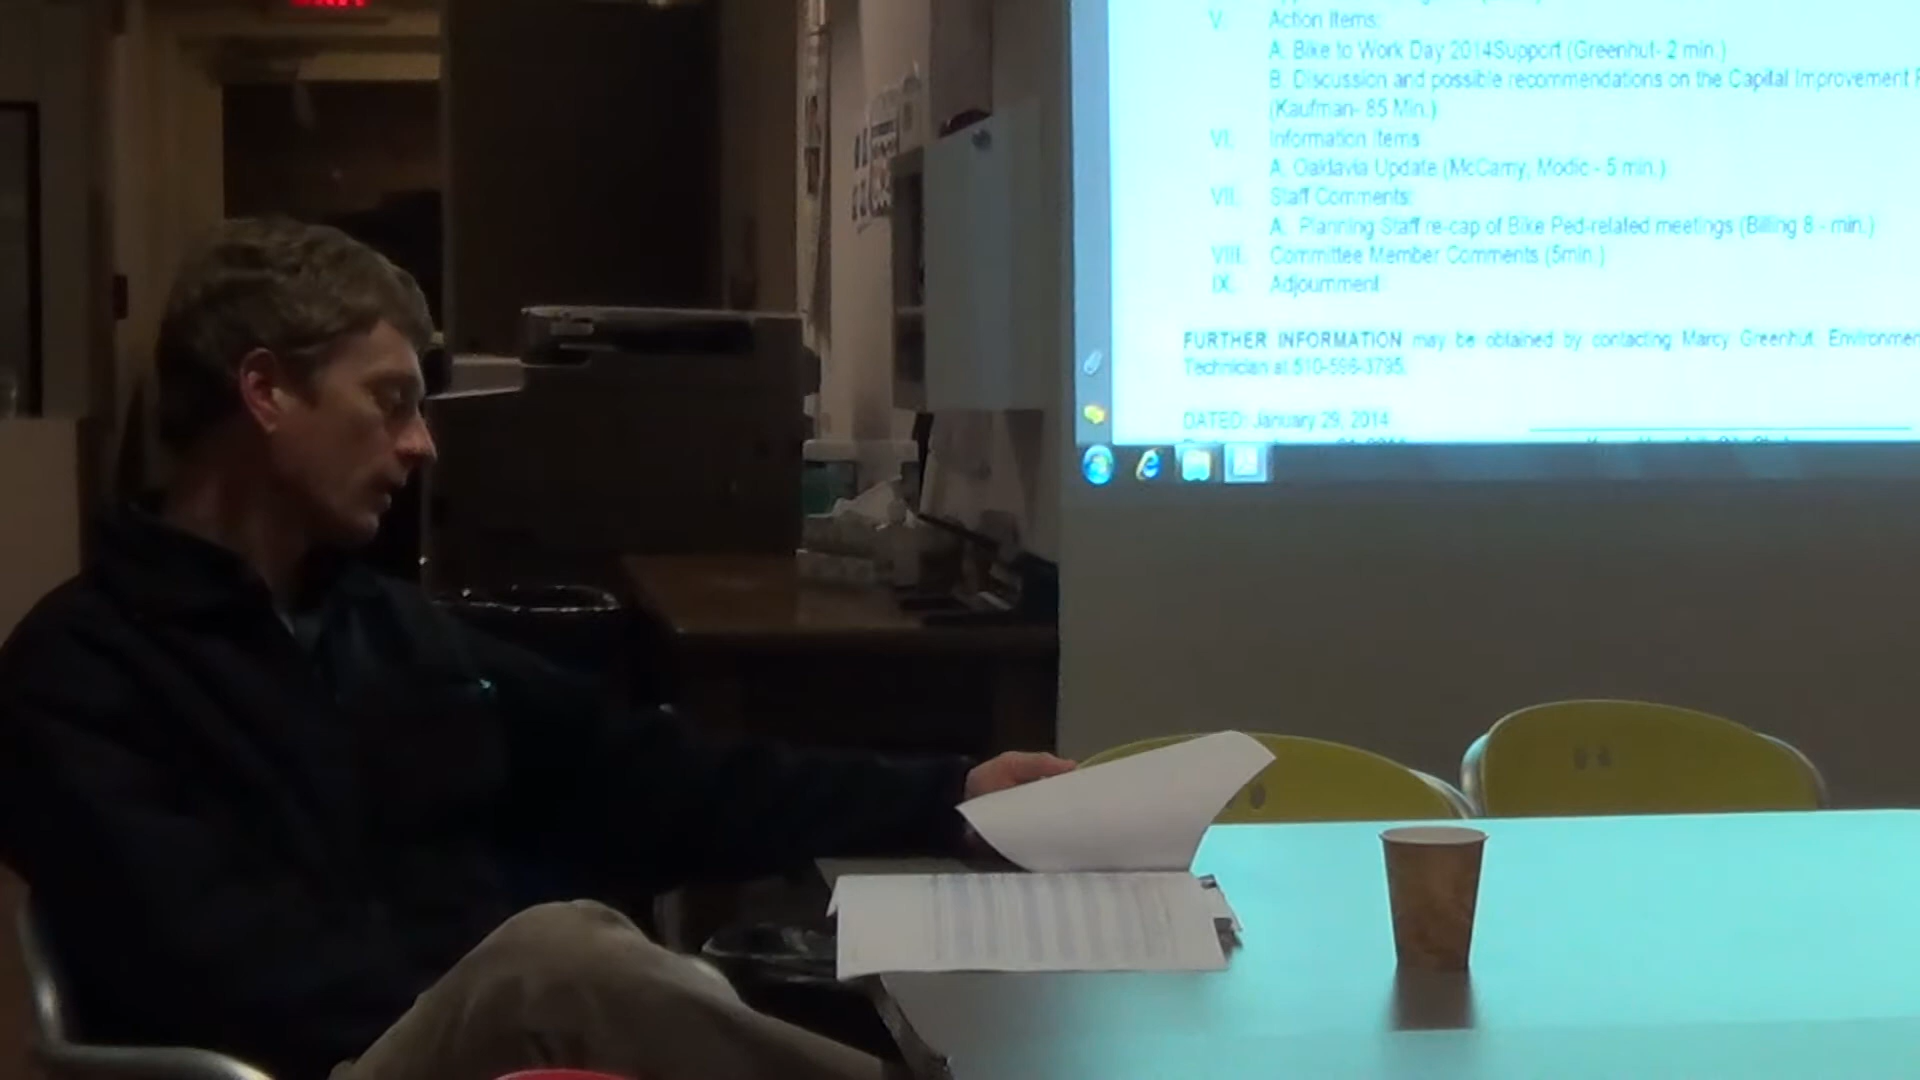 V. Action Items:
A. Bike to Work Day 2014Support (Greenhut- 2 min.)
B. Discussion and possible recommendations on the Capital Improvement
(Kaufman- 85 Min.)
VI. Information Items
A. Oaklavia Update (McCamy, Modic - 5 min.)
VII. Staff Comments:
A. Planning Staff re-cap of Bike Ped-related meetings (Billing 8 - min.)
VIII. Committee Member Comments (5min.)
IX. Adjournment
FURTHER INFORMATION may be obtained by contacting Marcy Greenhut, Environmen
Technician at 510-596-3795.
DATED: January 29, 2014